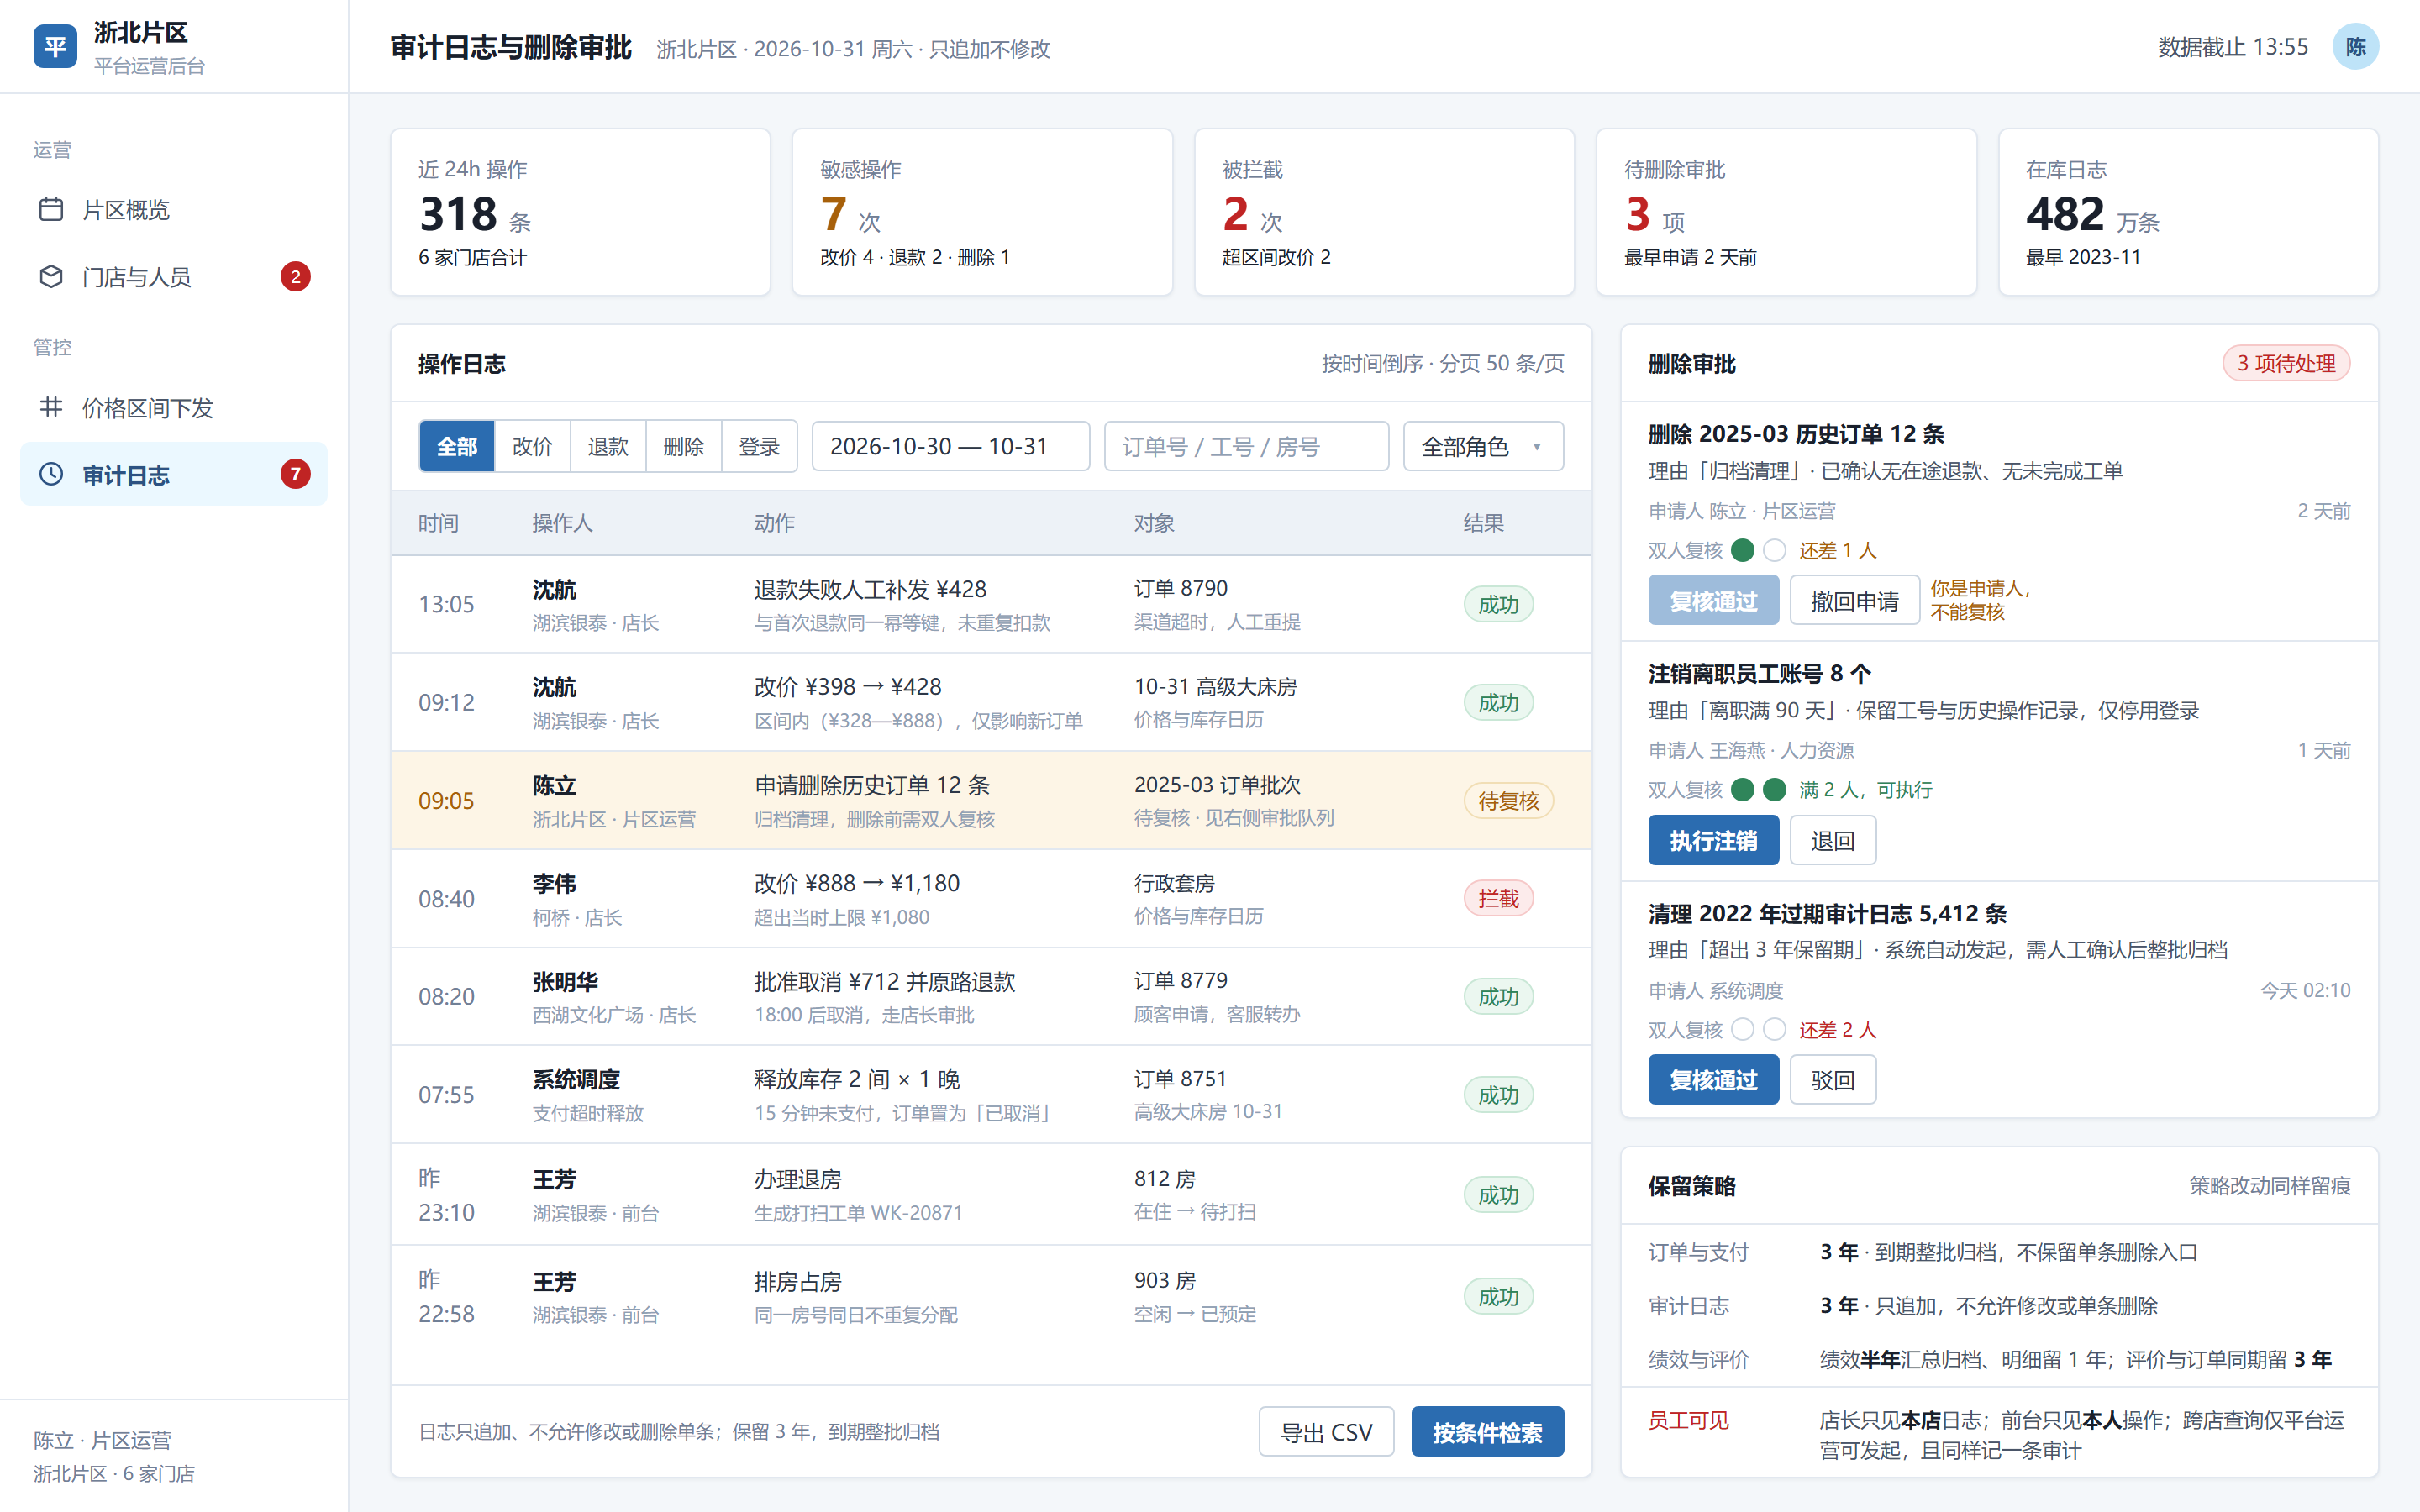 平
浙北片区
平台运营后台
运营
片区概览
门店与人员
2
管控
价格区间下发
审计日志
7
陈立 · 片区运营
浙北片区 · 6 家门店
审计日志与删除审批
浙北片区 · 2026-10-31 周六 · 只追加不修改
数据截止 13:55
陈
近 24h 操作
318 条
6 家门店合计
敏感操作
7 次
改价 4 · 退款 2 · 删除 1
被拦截
2 次
超区间改价 2
待删除审批
3 项
最早申请 2 天前
在库日志
482 万条
最早 2023-11
操作日志
按时间倒序 · 分页 50 条/页
全部
改价
退款
删除
登录
2026-10-30 — 10-31
订单号 / 工号 / 房号
全部角色
时间
操作人
动作
对象
结果
13:05
沈航
湖滨银泰 · 店长
退款失败人工补发 ¥428
与首次退款同一幂等键，未重复扣款
订单 8790
渠道超时，人工重提
成功
09:12
沈航
湖滨银泰 · 店长
改价 ¥398 → ¥428
区间内（¥328—¥888），仅影响新订单
10-31 高级大床房
价格与库存日历
成功
09:05
陈立
浙北片区 · 片区运营
申请删除历史订单 12 条
归档清理，删除前需双人复核
2025-03 订单批次
待复核 · 见右侧审批队列
待复核
08:40
李伟
柯桥 · 店长
改价 ¥888 → ¥1,180
超出当时上限 ¥1,080
行政套房
价格与库存日历
拦截
08:20
张明华
西湖文化广场 · 店长
批准取消 ¥712 并原路退款
18:00 后取消，走店长审批
订单 8779
顾客申请，客服转办
成功
07:55
系统调度
支付超时释放
释放库存 2 间 × 1 晚
15 分钟未支付，订单置为「已取消」
订单 8751
高级大床房 10-31
成功
昨
23:10
王芳
湖滨银泰 · 前台
办理退房
生成打扫工单 WK-20871
812 房
在住 → 待打扫
成功
昨
22:58
王芳
湖滨银泰 · 前台
排房占房
同一房号同日不重复分配
903 房
空闲 → 已预定
成功
日志只追加、不允许修改或删除单条；保留 3 年，到期整批归档
导出 CSV
按条件检索
删除审批
3 项待处理
删除 2025-03 历史订单 12 条
理由「归档清理」· 已确认无在途退款、无未完成工单
申请人 陈立 · 片区运营
2 天前
双人复核
还差 1 人
复核通过
撤回申请
你是申请人，
不能复核
注销离职员工账号 8 个
理由「离职满 90 天」· 保留工号与历史操作记录，仅停用登录
申请人 王海燕 · 人力资源
1 天前
双人复核
满 2 人，可执行
执行注销
退回
清理 2022 年过期审计日志 5,412 条
理由「超出 3 年保留期」· 系统自动发起，需人工确认后整批归档
申请人 系统调度
今天 02:10
双人复核
还差 2 人
复核通过
驳回
保留策略
策略改动同样留痕
订单与支付
3 年 · 到期整批归档，不保留单条删除入口
审计日志
3 年 · 只追加，不允许修改或单条删除
绩效与评价
绩效半年汇总归档、明细留 1 年；评价与订单同期留 3 年
员工可见
店长只见本店日志；前台只见本人操作；跨店查询仅平台运
营可发起，且同样记一条审计